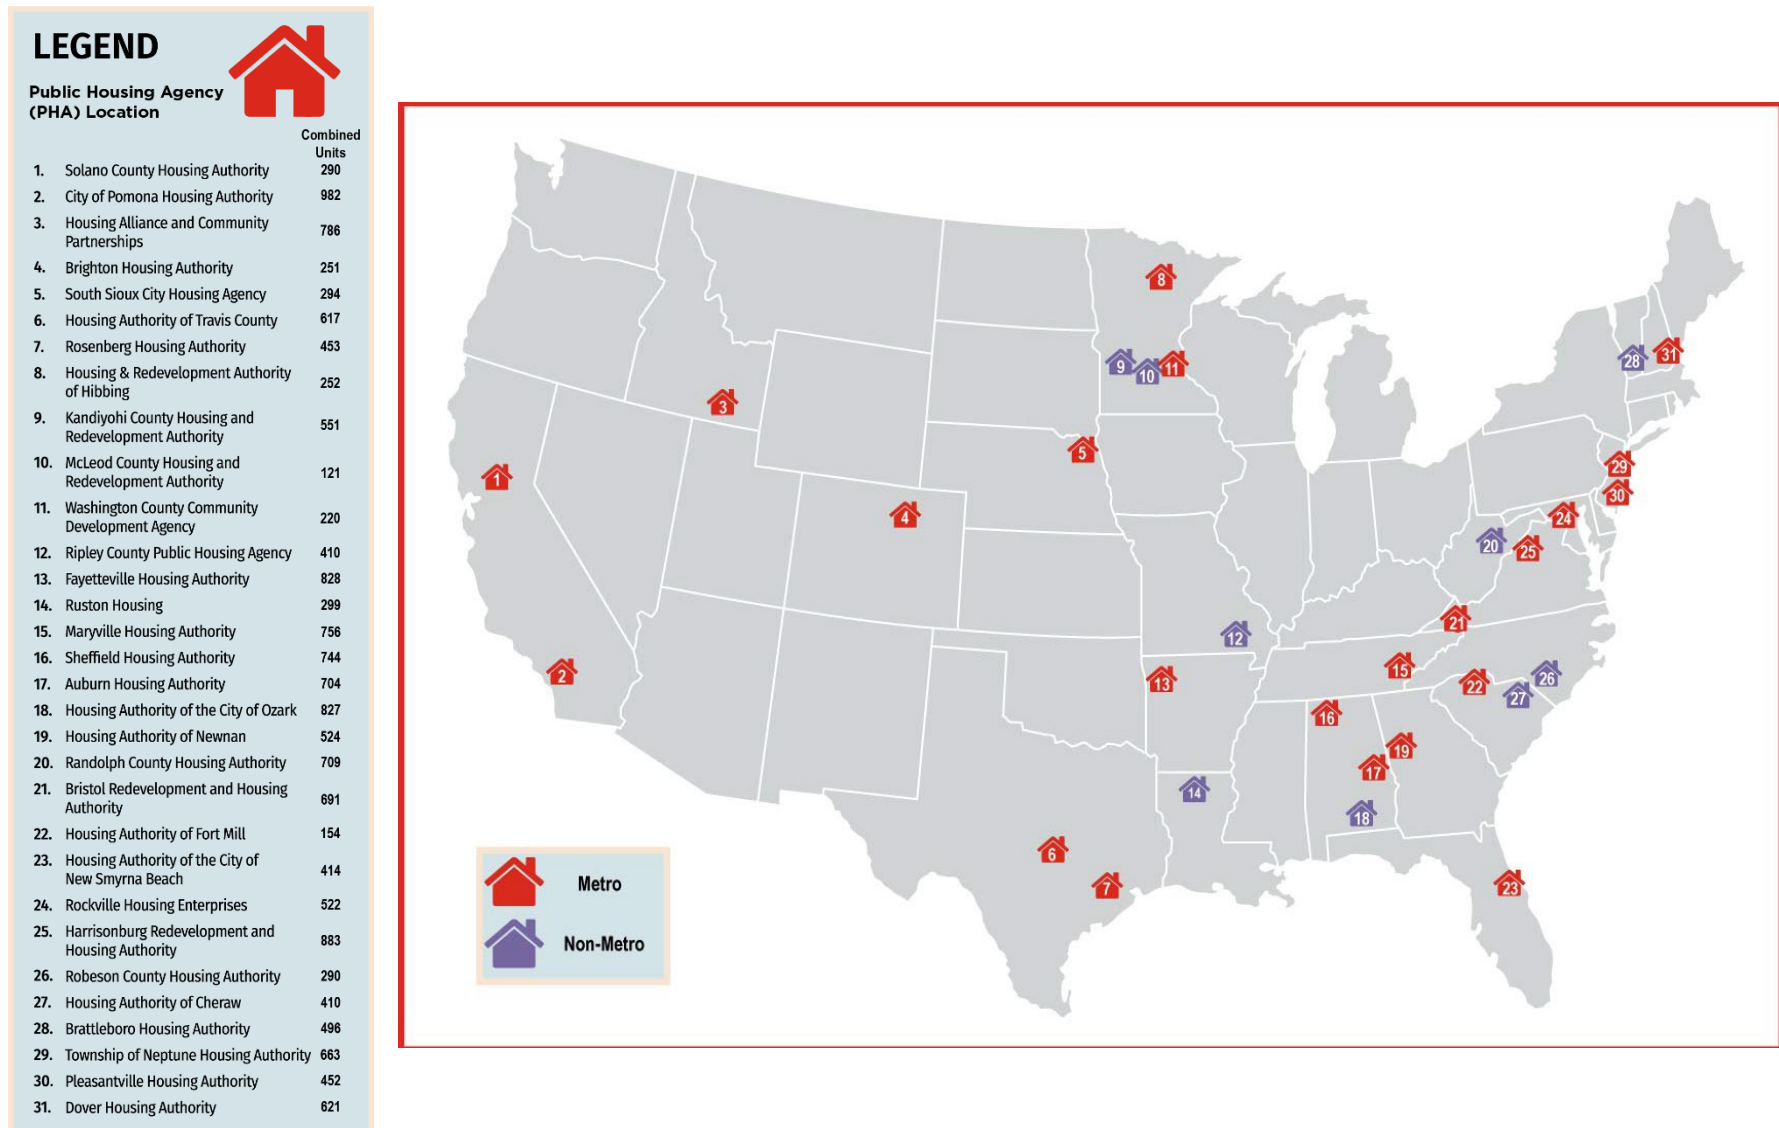 LEGEND
Public Housing Agency
(PHA) Location
Combined
Units
1. Solano County Housing Authority 290
2. City of Pomona Housing Authority 982
3. Housing Alliance and Community
Partnerships 786
4. Brighton Housing Authority 251
5. South Sioux City Housing Agency 294
6. Housing Authority of Travis County 617
7. Rosenberg Housing Authority 453
8. Housing & Redevelopment Authority
of Hibbing 252
9. Kandiyohi County Housing and
Redevelopment Authority 551
10. McLeod County Housing and
Redevelopment Authority 121
11. Washington County Community
Development Agency 220
12. Ripley County Public Housing Agency 410
13. Fayetteville Housing Authority 828
14. Ruston Housing 299
15. Maryville Housing Authority 756
16. Sheffield Housing Authority 744
17. Auburn Housing Authority 704
18. Housing Authority of the City of Ozark 827
19. Housing Authority of Newnan 524
20. Randolph County Housing Authority 709
21. Bristol Redevelopment and Housing
Authority 691
22. Housing Authority of Fort Mill 154
23. Housing Authority of the City of
New Smyrna Beach 414
24. Rockville Housing Enterprises 522
25. Harrisonburg Redevelopment and
Housing Authority 883
26. Robeson County Housing Authority 290
27. Housing Authority of Cheraw 410
28. Brattleboro Housing Authority 496
29. Township of Neptune Housing Authority 663
30. Pleasantville Housing Authority 452
31. Dover Housing Authority 621
8
9
10
11
28
31
3
5
1
29
30
4
24
20
25
21
12
2
13
15
22
26
27
16
19
17
14
18
6
7
23
Metro
Non-Metro